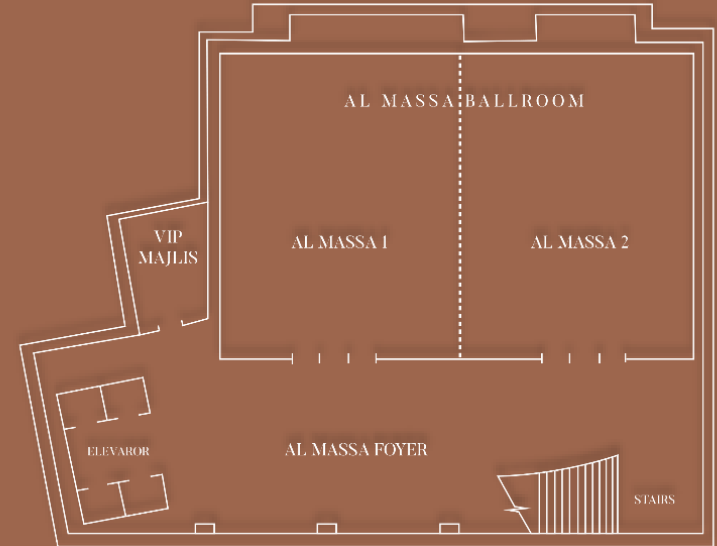 AL MASSA BALLROOM
VIP
MAJLIS
AL MASSA 1
AL MASSA 2
ELEVAROR
AL MASSA FOYER
STAIRS